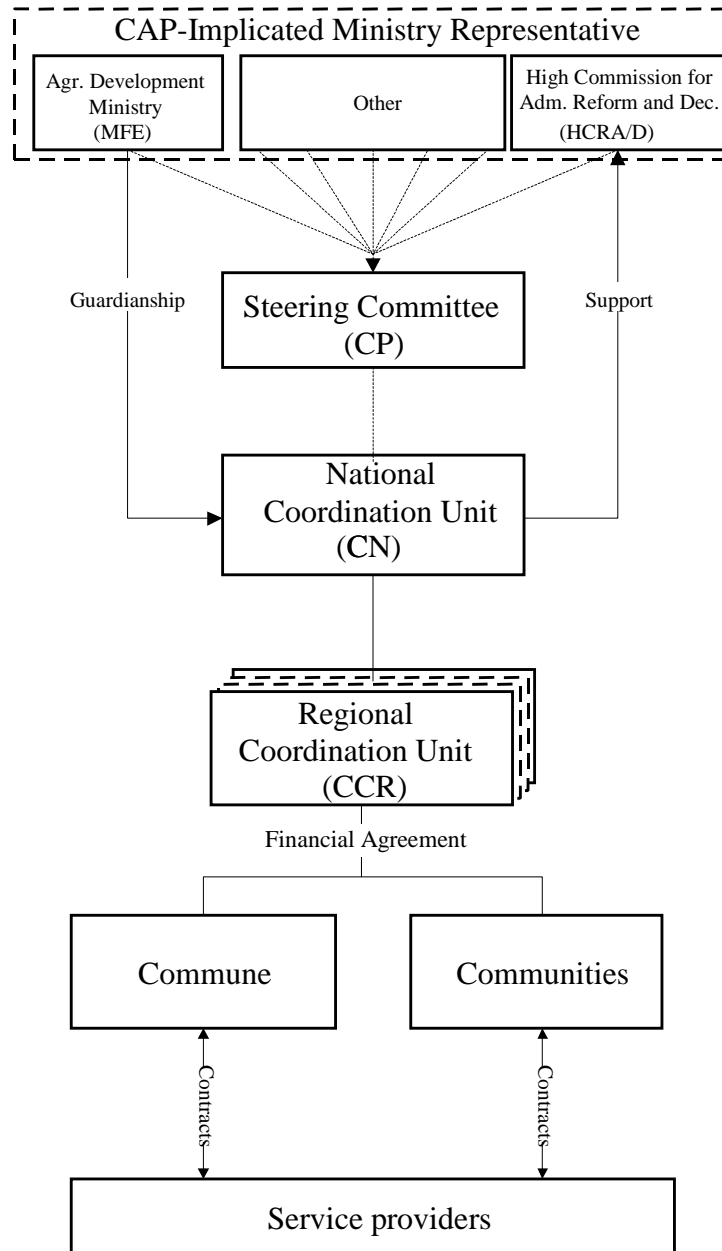 CAP-Implicated Ministry Representative
Agr. Development
Ministry
(MFE)
Other
High Commission for
Adm. Reform and Dec.
(HCRA/D)
Guardianship
Support
Steering Committee
(CP)
National
Coordination Unit
(CN)
Regional
Coordination Unit
(CCR)
Financial Agreement
Commune
Communities
Contracts
Contracts
Service providers